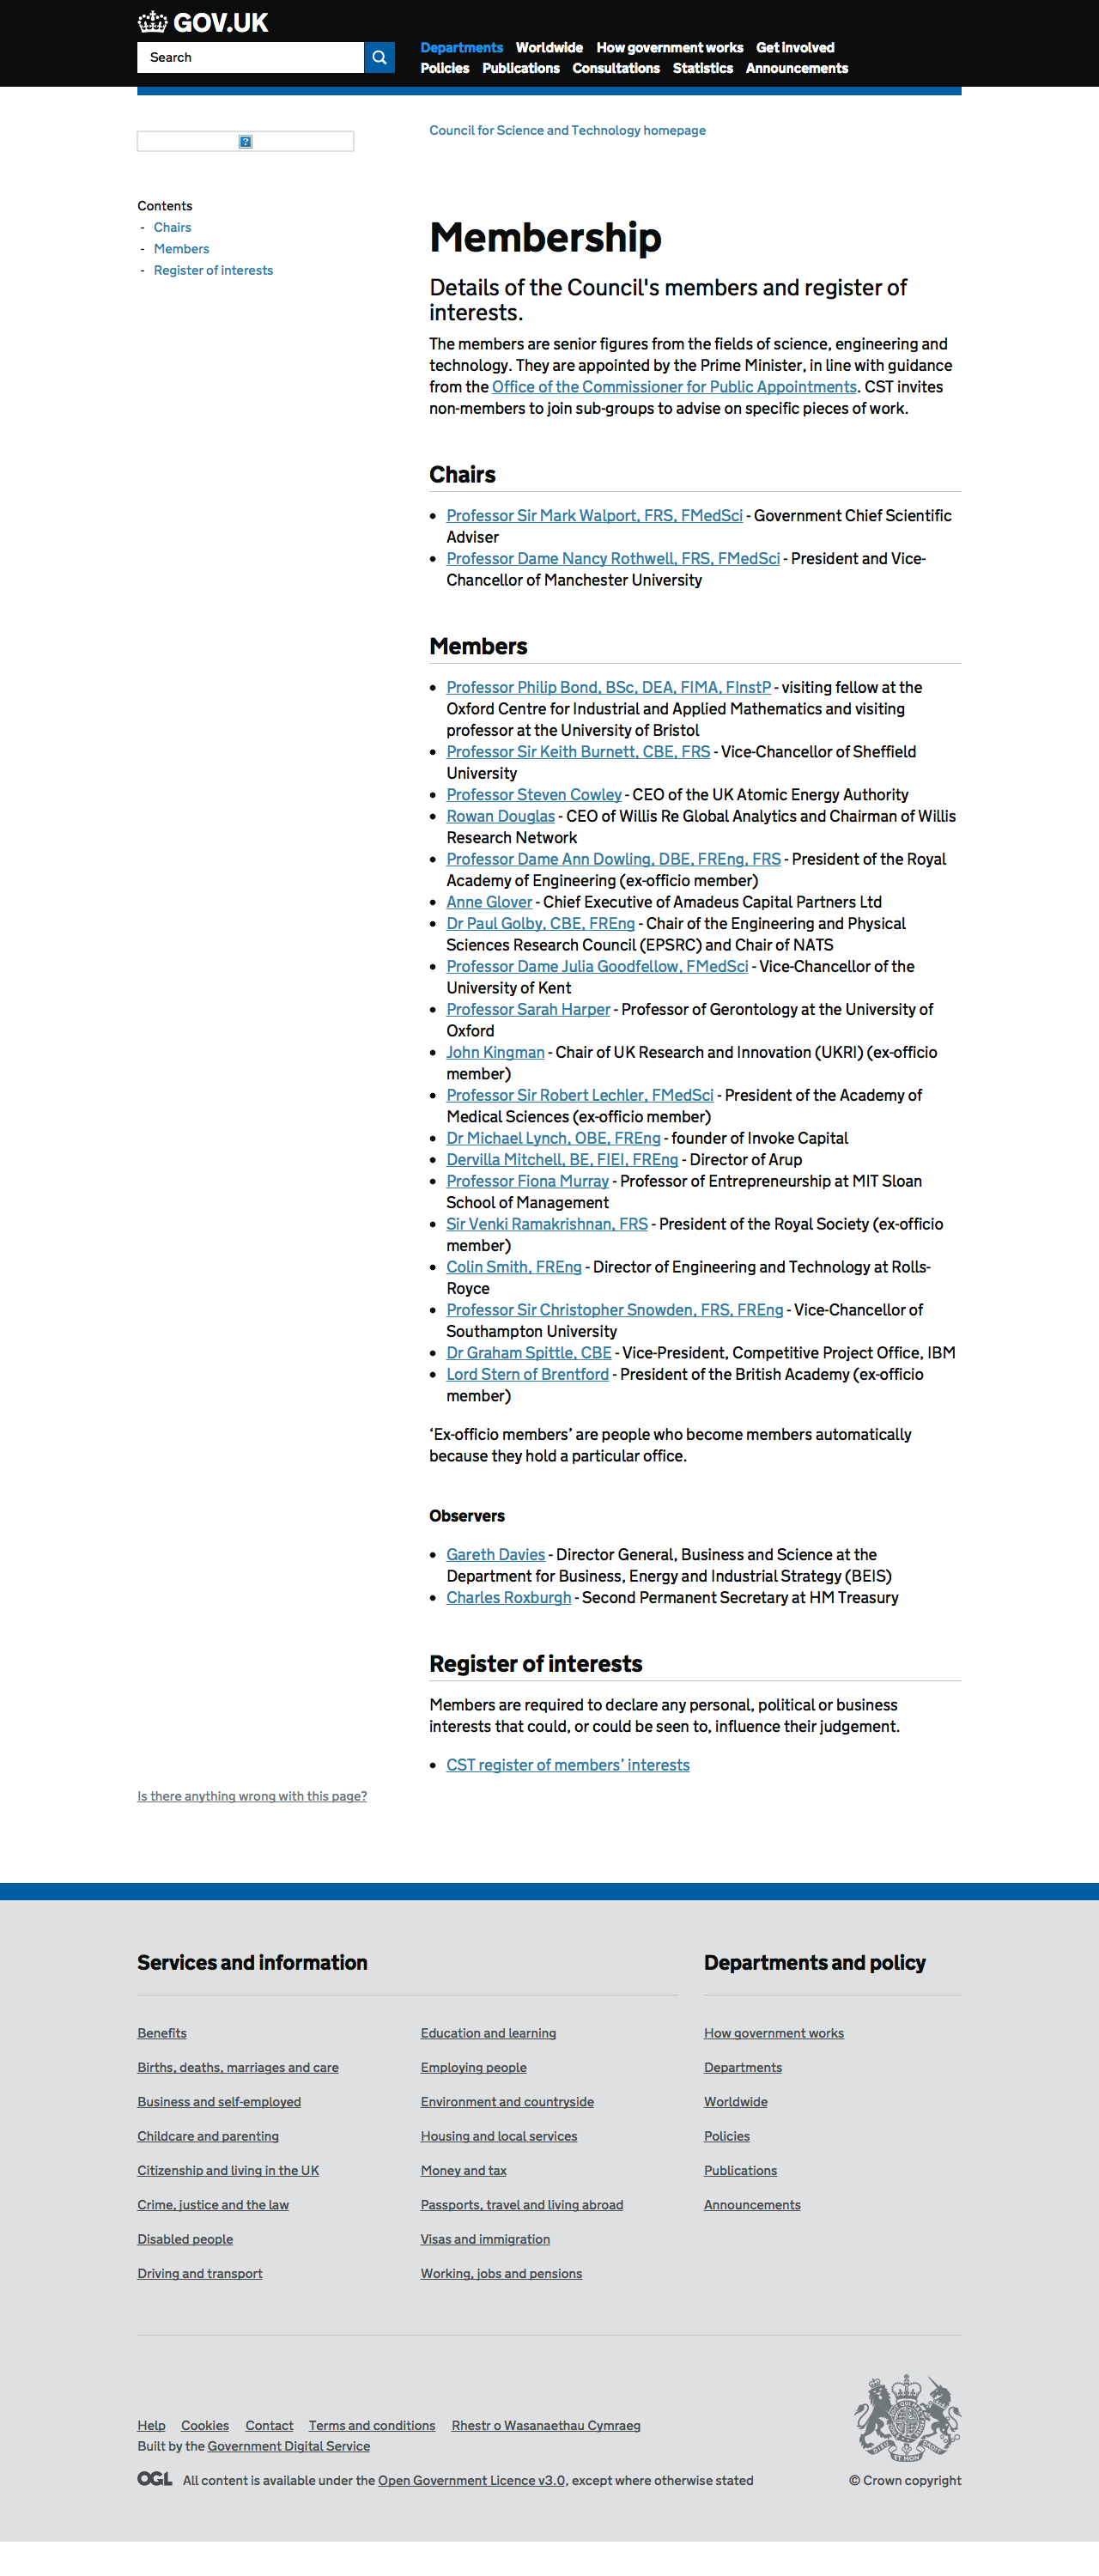 GOV.UK
Search
Departments Worldwide How government works Get involved
Policies Publications Consultations Statistics Announcements
Council for Science and Technology homepage
Contents
- Chairs
- Members
- Register of interests
Membership
Details of the Council's members and register of
interests.
The members are senior figures from the fields of science, engineering and
technology. They are appointed by the Prime Minister, in line with guidance
from the Office of the Commissioner for Public Appointments. CST invites
non-members to join sub-groups to advise on specific pieces of work.
Chairs
• Professor Sir Mark Walport, FRS, FMedSci - Government Chief Scientific
Adviser
• Professor Dame Nancy Rothwell, FRS, FMedSci - President and Vice-
Chancellor of Manchester University
Members
• Professor Philip Bond, BSc, DEA, FIMA, FInstP - visiting fellow at the
Oxford Centre for Industrial and Applied Mathematics and visiting
professor at the University of Bristol
• Professor Sir Keith Burnett, CBE, FRS - Vice-Chancellor of Sheffield
University
• Professor Steven Cowley - CEO of the UK Atomic Energy Authority
• Rowan Douglas - CEO of Willis Re Global Analytics and Chairman of Willis
Research Network
• Professor Dame Ann Dowling, DBE, FREng, FRS - President of the Royal
Academy of Engineering (ex-officio member)
• Anne Glover - Chief Executive of Amadeus Capital Partners Ltd
• Dr Paul Golby, CBE, FREng - Chair of the Engineering and Physical
Sciences Research Council (EPSRC) and Chair of NATS
• Professor Dame Julia Goodfellow, FMedSci - Vice-Chancellor of the
University of Kent
• Professor Sarah Harper - Professor of Gerontology at the University of
Oxford
• John Kingman - Chair of UK Research and Innovation (UKRI) (ex-officio
member)
• Professor Sir Robert Lechler, FMedSci - President of the Academy of
Medical Sciences (ex-officio member)
• Dr Michael Lynch, OBE, FREng - founder of Invoke Capital
• Dervilla Mitchell, BE, FIEI, FREng - Director of Arup
• Professor Fiona Murray - Professor of Entrepreneurship at MIT Sloan
School of Management
• Sir Venki Ramakrishnan, FRS - President of the Royal Society (ex-officio
member)
• Colin Smith, FREng - Director of Engineering and Technology at Rolls-
Royce
• Professor Sir Christopher Snowden, FRS, FREng - Vice-Chancellor of
Southampton University
• Dr Graham Spittle, CBE - Vice-President, Competitive Project Office, IBM
• Lord Stern of Brentford - President of the British Academy (ex-officio
member)
‘Ex-officio members’ are people who become members automatically
because they hold a particular office.
Observers
• Gareth Davies - Director General, Business and Science at the
Department for Business, Energy and Industrial Strategy (BEIS)
• Charles Roxburgh - Second Permanent Secretary at HM Treasury
Register of interests
Members are required to declare any personal, political or business
interests that could, or could be seen to, influence their judgement.
• CST register of members’ interests
Is there anything wrong with this page?
Services and information
Benefits
Births, deaths, marriages and care
Business and self-employed
Childcare and parenting
Citizenship and living in the UK
Crime, justice and the law
Disabled people
Driving and transport
Education and learning
Employing people
Environment and countryside
Housing and local services
Money and tax
Passports, travel and living abroad
Visas and immigration
Working, jobs and pensions
Departments and policy
How government works
Departments
Worldwide
Policies
Publications
Announcements
Help Cookies Contact Terms and conditions Rhestr o Wasanaethau Cymraeg
Built by the Government Digital Service
OGL All content is available under the Open Government Licence v3.0, except where otherwise stated
© Crown copyright